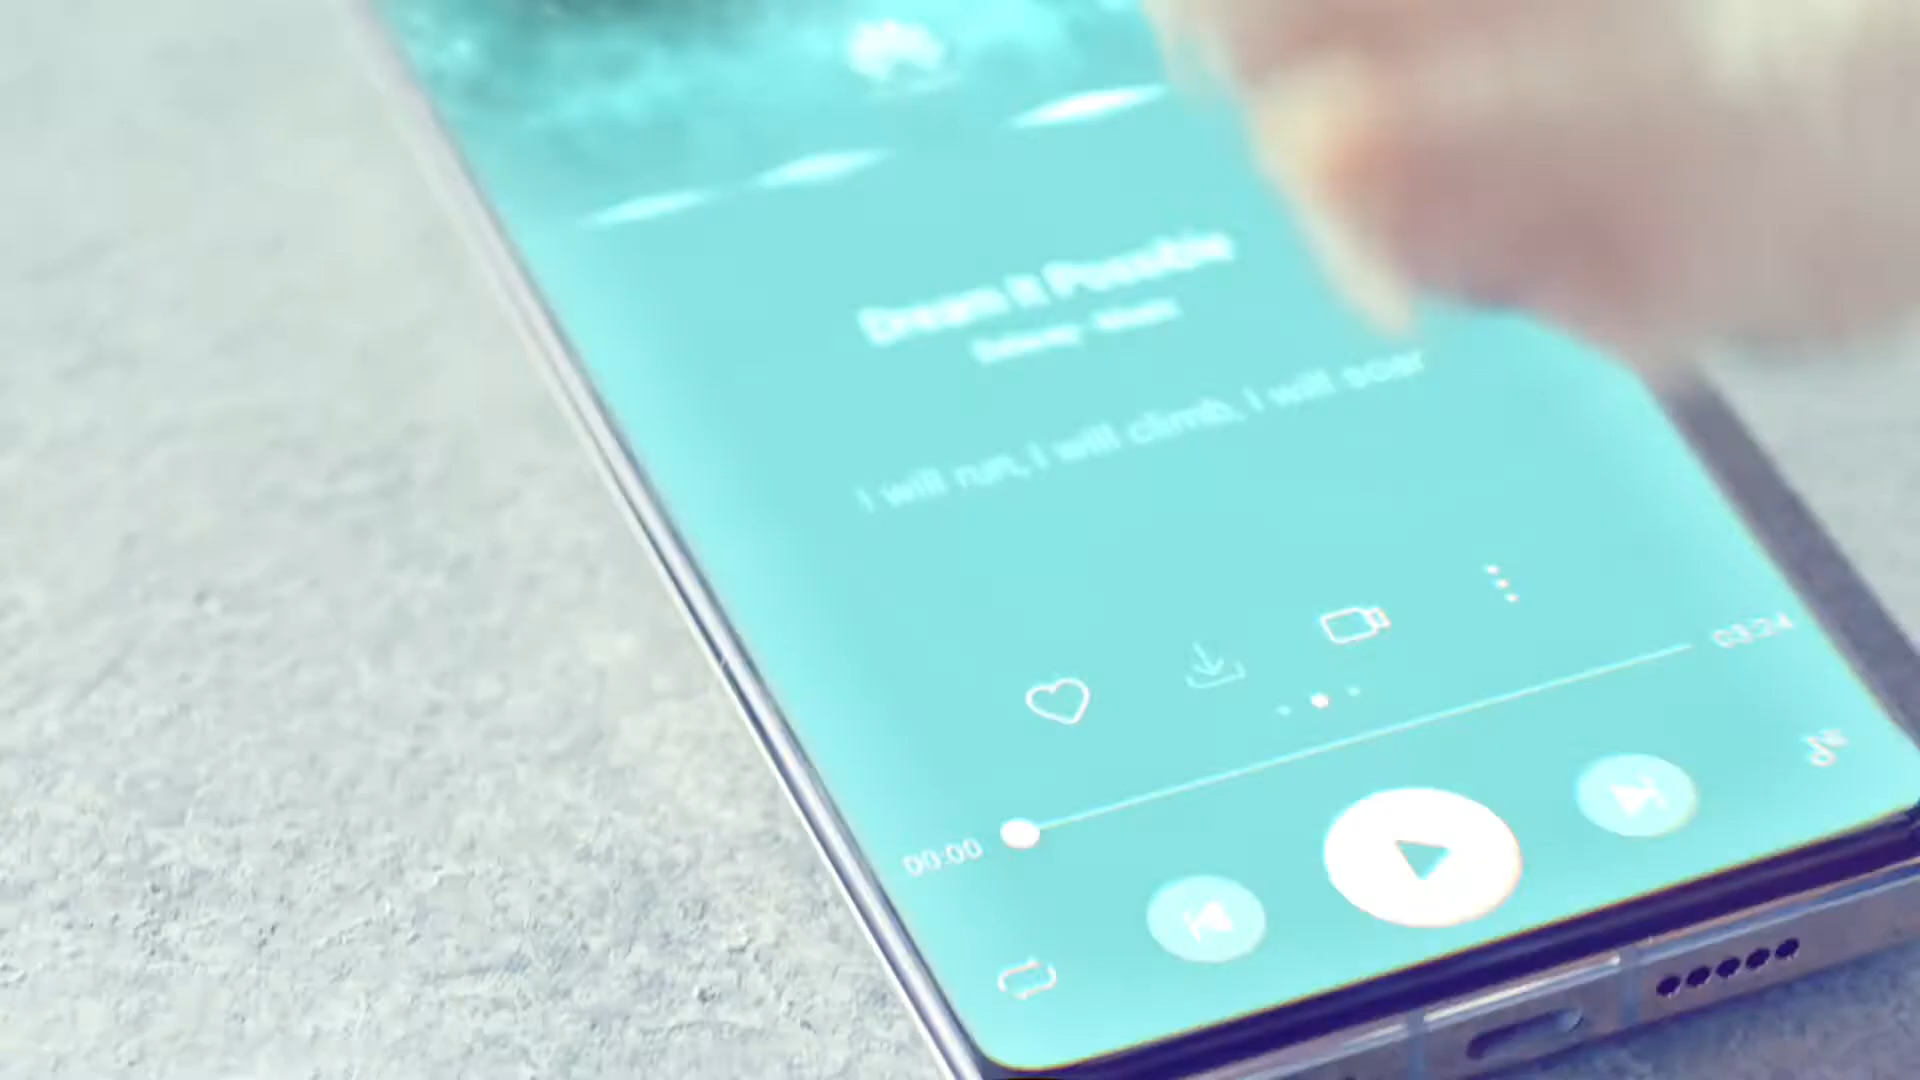 Dream It Possible
I will run, I will climb, I will soar
03:24
00:00